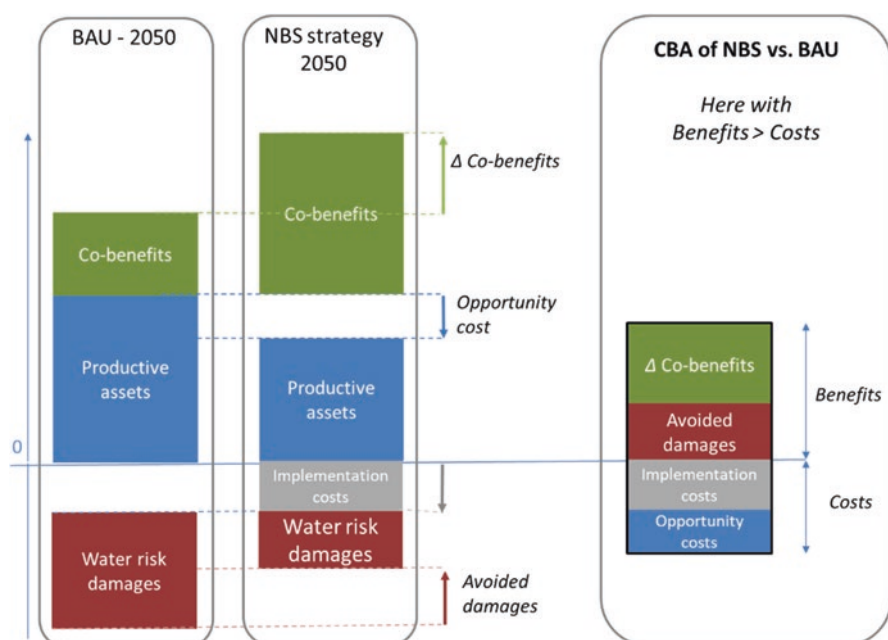 BAU - 2050
Co-benefits
Productive
assets
0
Water risk
damages
NBS strategy
2050
Co-benefits
Productive
assets
Implementation
costs
Water risk
damages
Δ Co-benefits
Opportunity
cost
Avoided
damages
CBA of NBS vs. BAU
Here with
Benefits > Costs
Δ Co-benefits
Avoided
damages
Implementation
costs
Opportunity
costs
Benefits
Costs